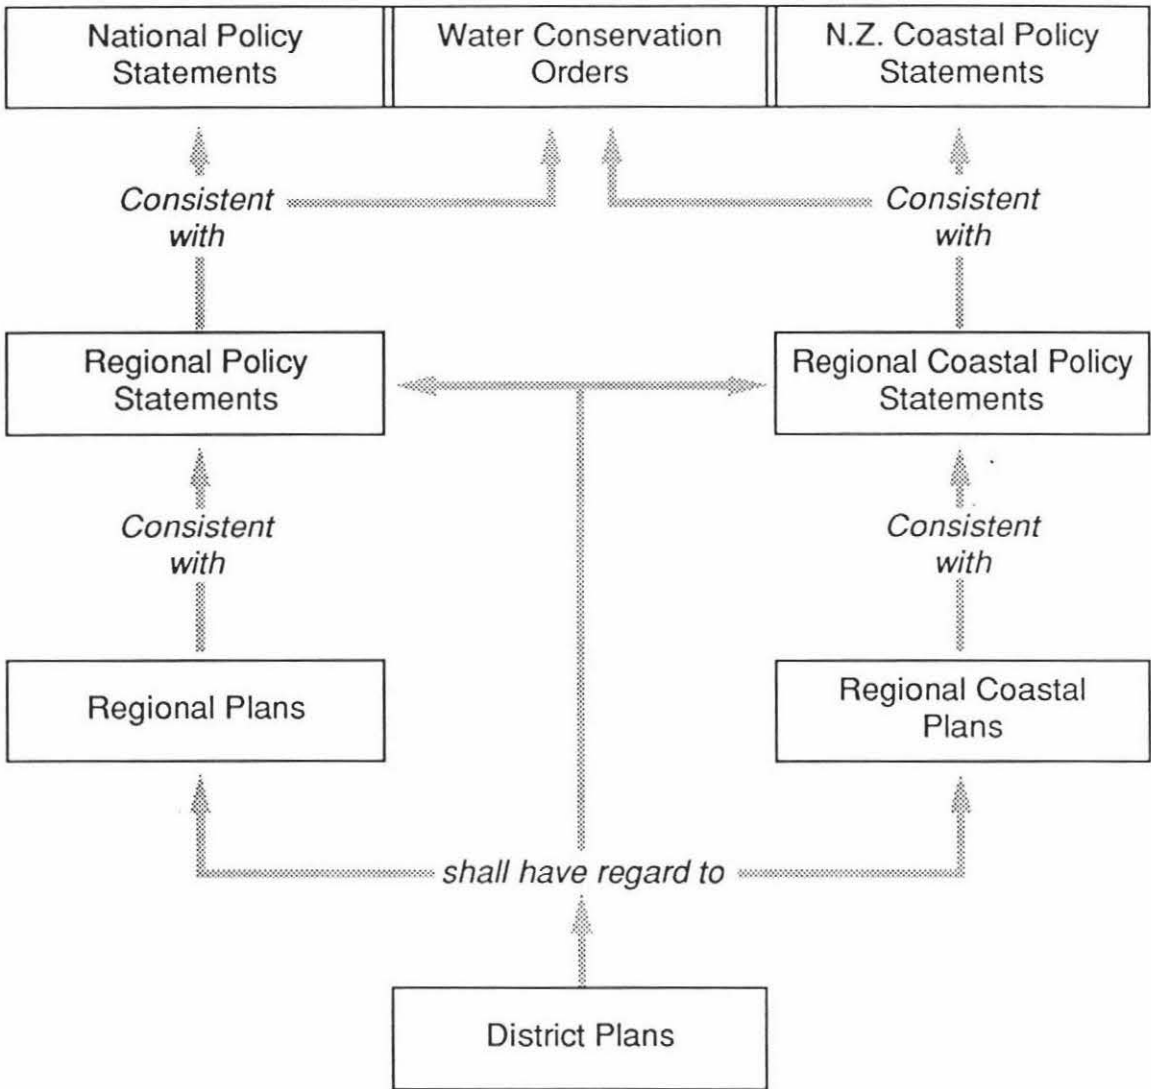 National Policy
Statements
Water Conservation
Orders
N.Z. Coastal Policy
Statements
Consistent
with
Consistent
with
Regional Policy
Statements
Regional Coastal Policy
Statements
Consistent
with
Consistent
with
Regional Plans
Regional Coastal
Plans
shall have regard to
District Plans